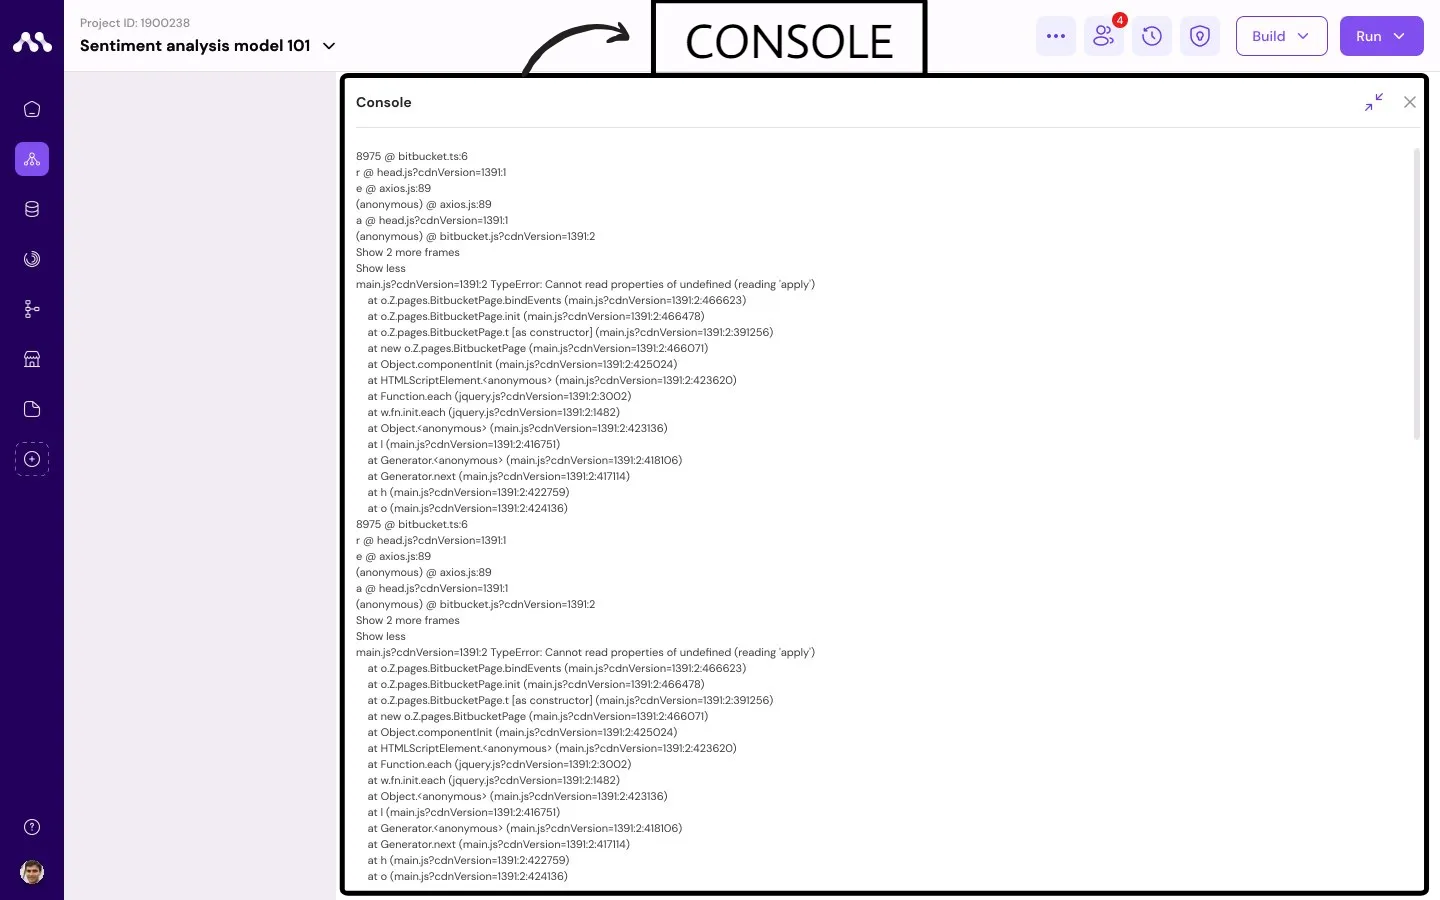 Project ID: 1900238
Sentiment analysis model 101
CONSOLE
4
Build
Run
Console
8975 @ bitbucket.ts:6
r @ head.js?cdnVersion=1391:1
e @ axios.js:89
(anonymous) @ axios.js:89
a @ head.js?cdnVersion=1391:1
(anonymous) @ bitbucket.js?cdnVersion=1391:2
Show 2 more frames
Show less
main.js?cdnVersion=1391:2 TypeError: Cannot read properties of undefined (reading 'apply')
at o.Z.pages.BitbucketPage.bindEvents (main.js?cdnVersion=1391:2:466623)
at o.Z.pages.BitbucketPage.init (main.js?cdnVersion=1391:2:466478)
at o.Z.pages.BitbucketPage.t [as constructor] (main.js?cdnVersion=1391:2:391256)
at new o.Z.pages.BitbucketPage (main.js?cdnVersion=1391:2:466071)
at Object.componentInit (main.js?cdnVersion=1391:2:425024)
at HTMLScriptElement.<anonymous> (main.js?cdnVersion=1391:2:423620)
at Function.each (jquery.js?cdnVersion=1391:2:3002)
at w.fn.init.each (jquery.js?cdnVersion=1391:2:1482)
at Object.<anonymous> (main.js?cdnVersion=1391:2:423136)
at l (main.js?cdnVersion=1391:2:416751)
at Generator.<anonymous> (main.js?cdnVersion=1391:2:418106)
at Generator.next (main.js?cdnVersion=1391:2:417114)
at h (main.js?cdnVersion=1391:2:422759)
at o (main.js?cdnVersion=1391:2:424136)
8975 @ bitbucket.ts:6
r @ head.js?cdnVersion=1391:1
e @ axios.js:89
(anonymous) @ axios.js:89
a @ head.js?cdnVersion=1391:1
(anonymous) @ bitbucket.js?cdnVersion=1391:2
Show 2 more frames
Show less
main.js?cdnVersion=1391:2 TypeError: Cannot read properties of undefined (reading 'apply')
at o.Z.pages.BitbucketPage.bindEvents (main.js?cdnVersion=1391:2:466623)
at o.Z.pages.BitbucketPage.init (main.js?cdnVersion=1391:2:466478)
at o.Z.pages.BitbucketPage.t [as constructor] (main.js?cdnVersion=1391:2:391256)
at new o.Z.pages.BitbucketPage (main.js?cdnVersion=1391:2:466071)
at Object.componentInit (main.js?cdnVersion=1391:2:425024)
at HTMLScriptElement.<anonymous> (main.js?cdnVersion=1391:2:423620)
at Function.each (jquery.js?cdnVersion=1391:2:3002)
at w.fn.init.each (jquery.js?cdnVersion=1391:2:1482)
at Object.<anonymous> (main.js?cdnVersion=1391:2:423136)
at l (main.js?cdnVersion=1391:2:416751)
at Generator.<anonymous> (main.js?cdnVersion=1391:2:418106)
at Generator.next (main.js?cdnVersion=1391:2:417114)
at h (main.js?cdnVersion=1391:2:422759)
at o (main.js?cdnVersion=1391:2:424136)